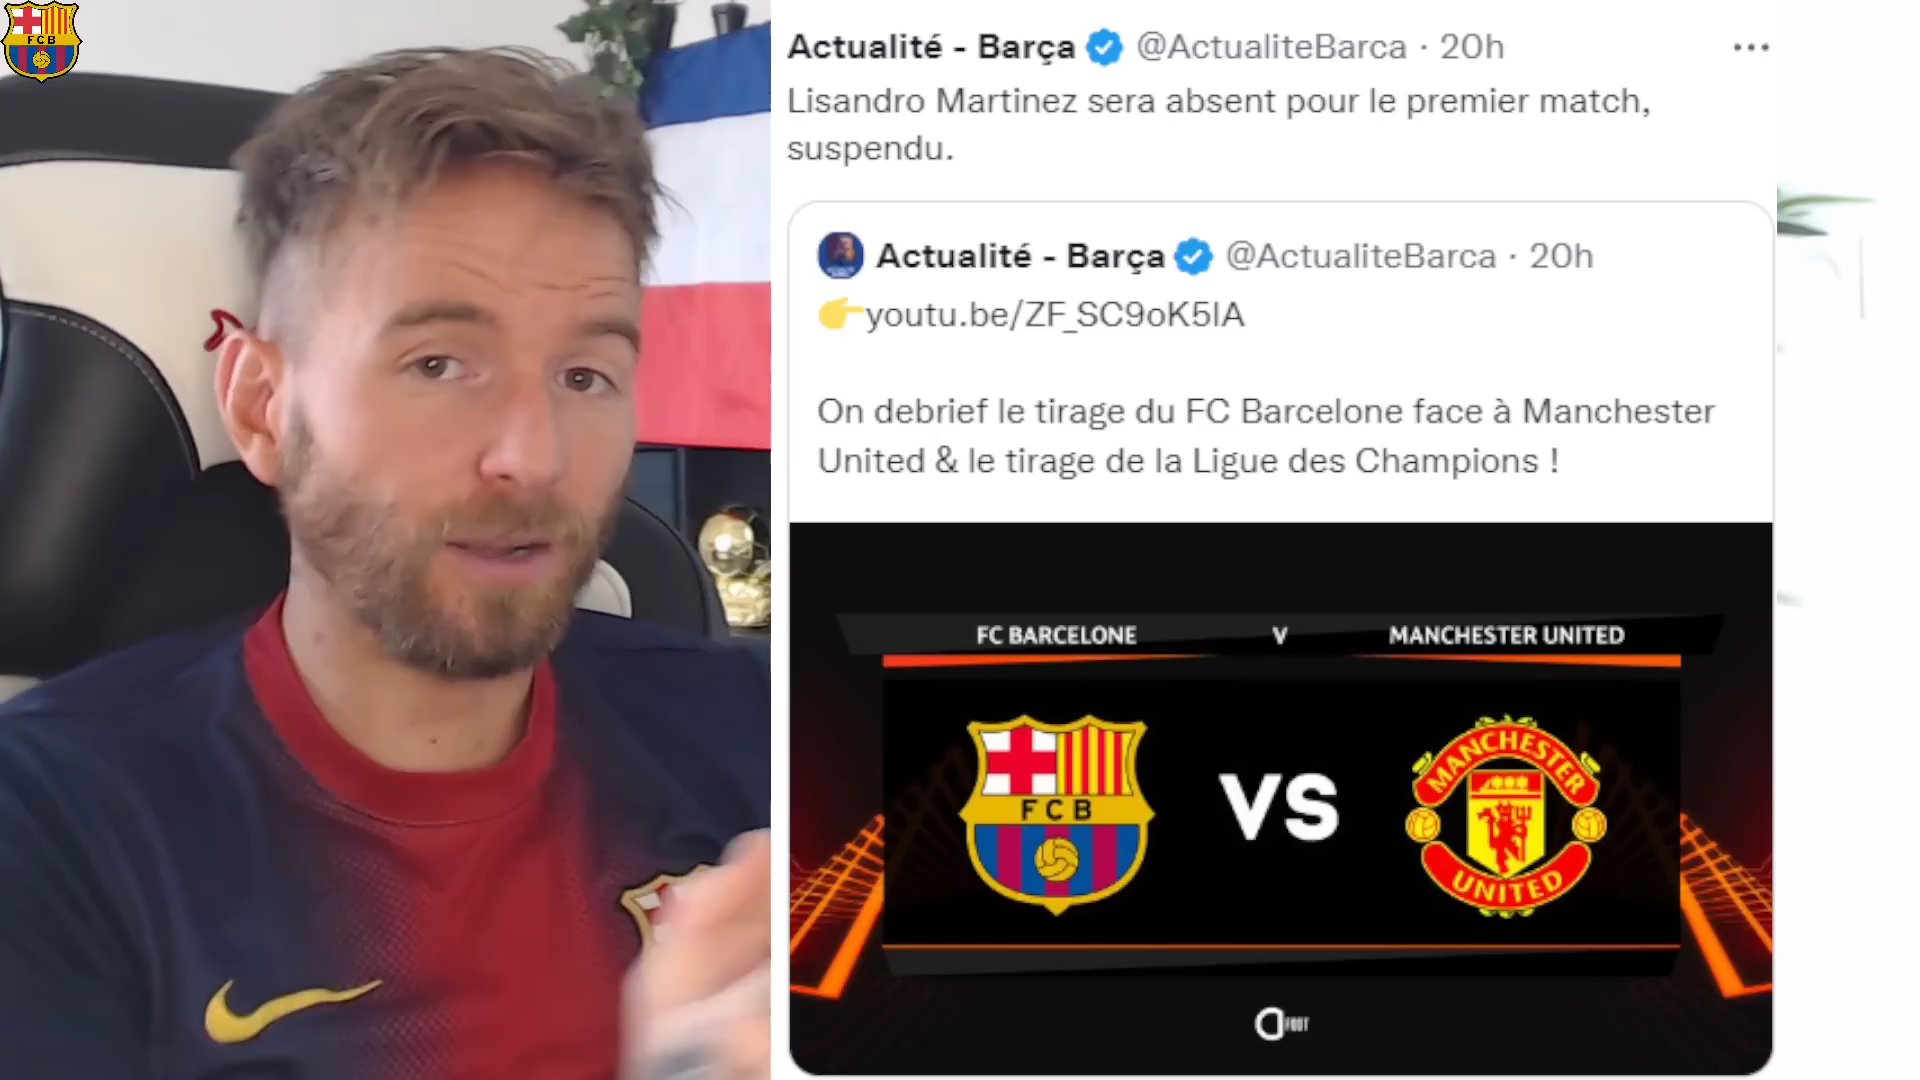 FCB
Actualité - Barça @ActualiteBarca · 20h
Lisandro Martinez sera absent pour le premier match,
suspendu.
Actualité - Barça @ActualiteBarca · 20h
👉youtu.be/ZF_SC9oK5lA
On debrief le tirage du FC Barcelone face à Manchester
United & le tirage de la Ligue des Champions !
FC BARCELONE V MANCHESTER UNITED
FCB
VS
MANCHESTER
UNITED
FOOT